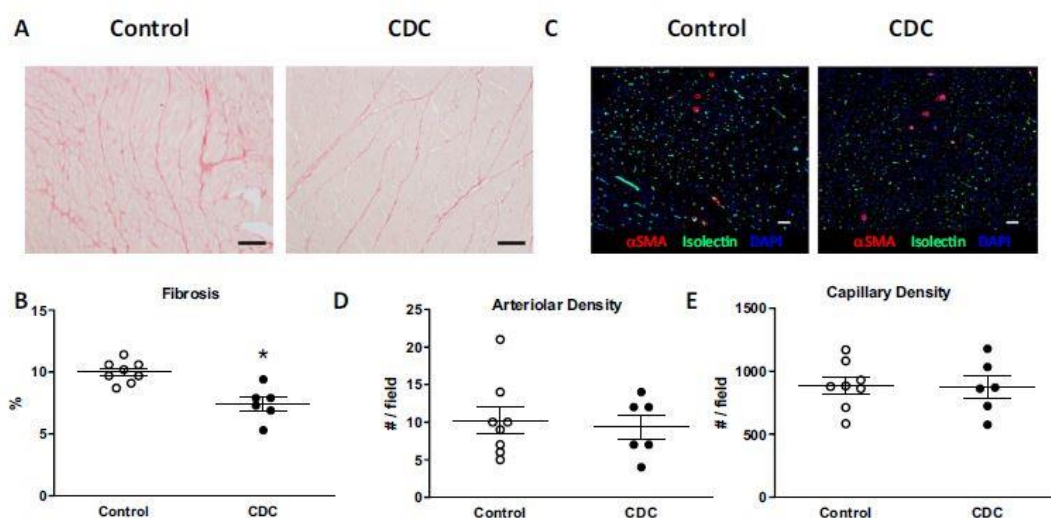 A Control CDC
C Control CDC
αSMA Isolectin DAPI αSMA Isolectin DAPI
B Fibrosis
15
10
5
0
%
*
Control CDC
D Arteriolar Density
25
20
15
10
5
0
# / field
Control CDC
E Capillary Density
1500
1000
500
0
# / field
Control CDC